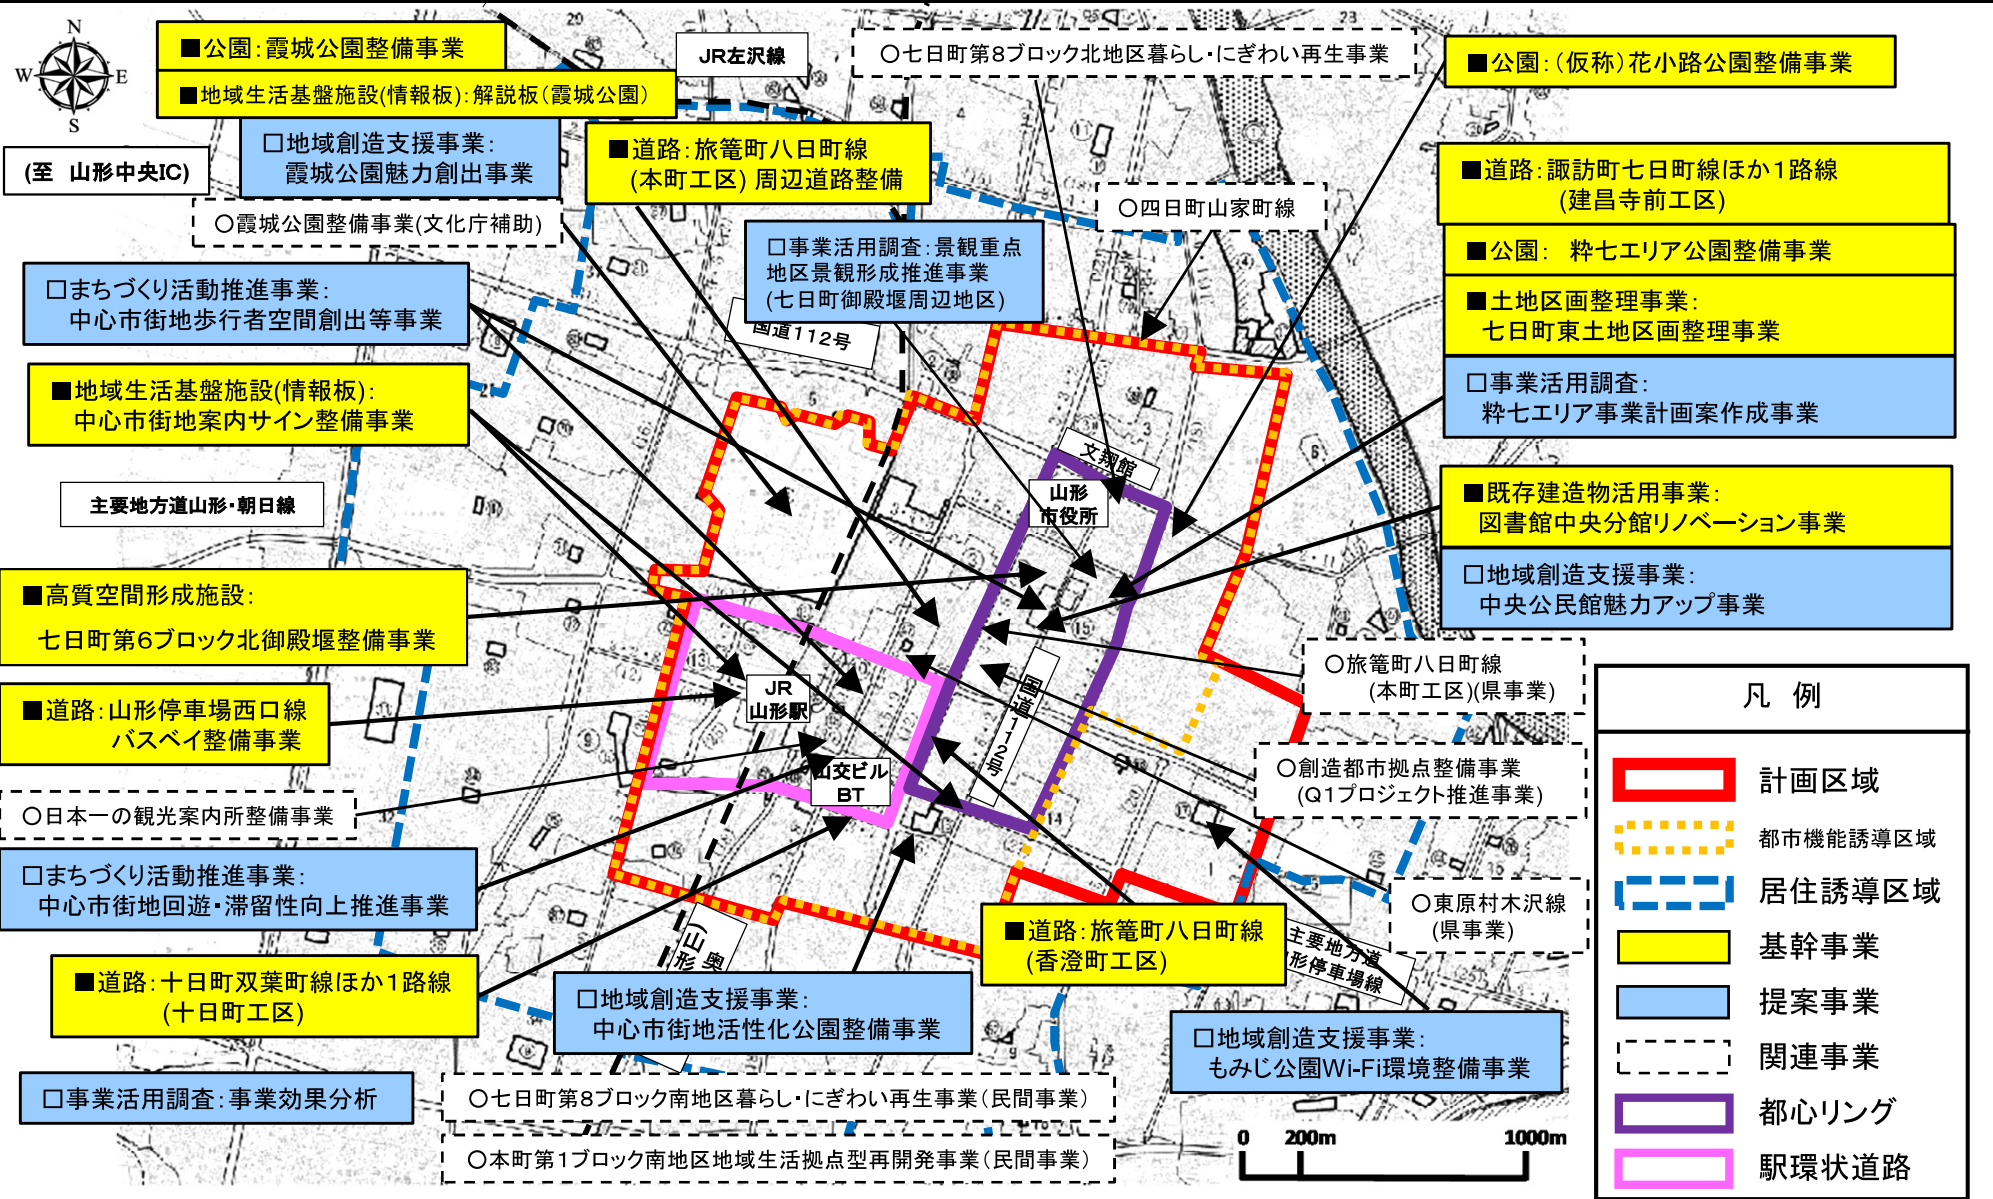 N
W
E
S
■公園：霞城公園整備事業
■地域生活基盤施設(情報板)：解説板（霞城公園）
□地域創造支援事業：
霞城公園魅力創出事業
JR左沢線
○七日町第8ブロック北地区暮らし・にぎわい再生事業
■公園：（仮称）花小路公園整備事業
(至 山形中央IC)
■道路：旅篭町八日町線
(本町工区) 周辺道路整備
○霞城公園整備事業(文化庁補助)
○四日町山家町線
■道路：諏訪町七日町線ほか1路線
(建昌寺前工区)
□事業活用調査：景観重点
地区景観形成推進事業
(七日町御殿堰周辺地区)
■公園： 粋七エリア公園整備事業
□まちづくり活動推進事業：
中心市街地歩行者空間創出等事業
■土地区画整理事業：
七日町東土地区画整理事業
国道112号
□事業活用調査：
粋七エリア事業計画案作成事業
■地域生活基盤施設(情報板)：
中心市街地案内サイン整備事業
文翔館
山形
市役所
主要地方道山形・朝日線
■既存建造物活用事業：
図書館中央分館リノベーション事業
□地域創造支援事業：
中央公民館魅力アップ事業
■高質空間形成施設：
七日町第6ブロック北御殿堰整備事業
○旅篭町八日町線
(本町工区)(県事業)
国道112号
JR
山形駅
■道路：山形停車場西口線
バスベイ整備事業
山交ビル
BT
○創造都市拠点整備事業
(Q1プロジェクト推進事業)
○日本一の観光案内所整備事業
□まちづくり活動推進事業：
中心市街地回遊・滞留性向上推進事業
○東原村木沢線
(県事業)
■道路：旅篭町八日町線
(香澄町工区)
主要地方道
形停車場線
■道路：十日町双葉町線ほか1路線
(十日町工区)
□地域創造支援事業：
中心市街地活性化公園整備事業
□地域創造支援事業：
もみじ公園Wi-Fi環境整備事業
□事業活用調査：事業効果分析
○七日町第8ブロック南地区暮らし・にぎわい再生事業（民間事業）
○本町第1ブロック南地区地域生活拠点型再開発事業（民間事業）
0 200m 1000m
凡 例
計画区域
都市機能誘導区域
居住誘導区域
基幹事業
提案事業
関連事業
都心リング
駅環状道路